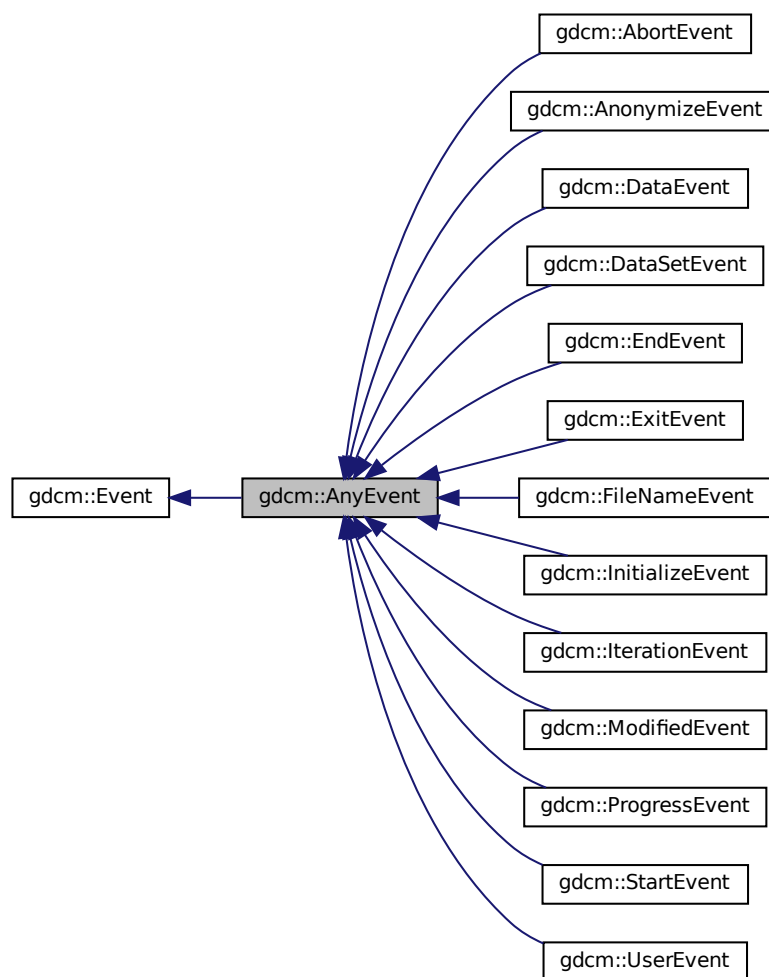 gdcm::AbortEvent
gdcm::AnonymizeEvent
gdcm::DataEvent
gdcm::DataSetEvent
gdcm::EndEvent
gdcm::ExitEvent
gdcm::Event
gdcm::AnyEvent
gdcm::FileNameEvent
gdcm::InitializeEvent
gdcm::IterationEvent
gdcm::ModifiedEvent
gdcm::ProgressEvent
gdcm::StartEvent
gdcm::UserEvent